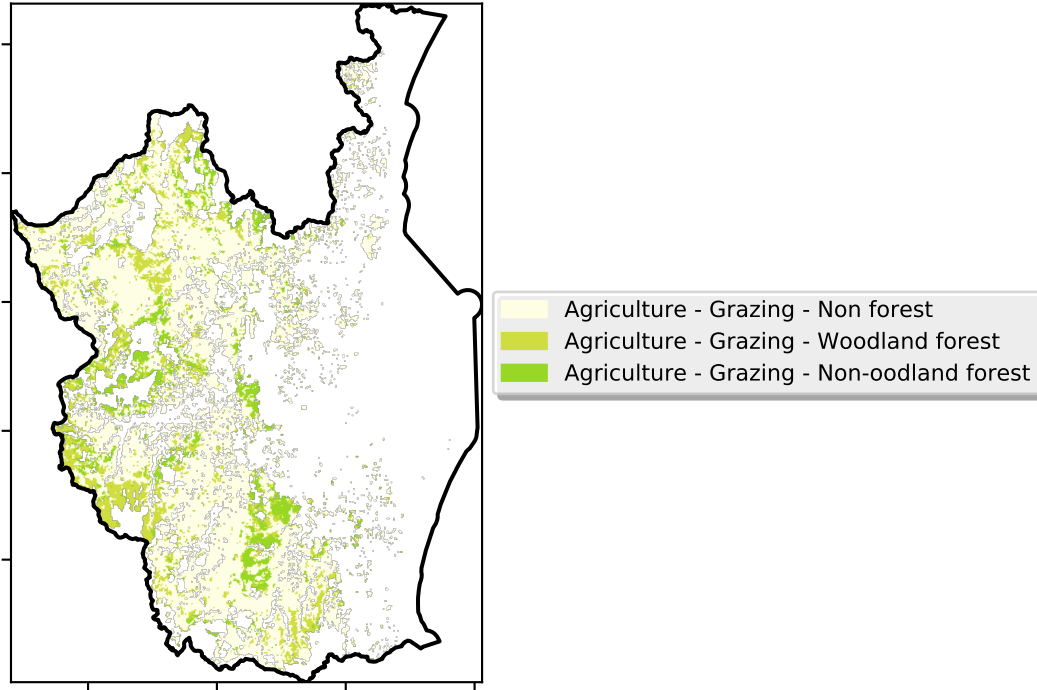 Agriculture - Grazing - Non forest
Agriculture - Grazing - Woodland forest
Agriculture - Grazing - Non-oodland forest